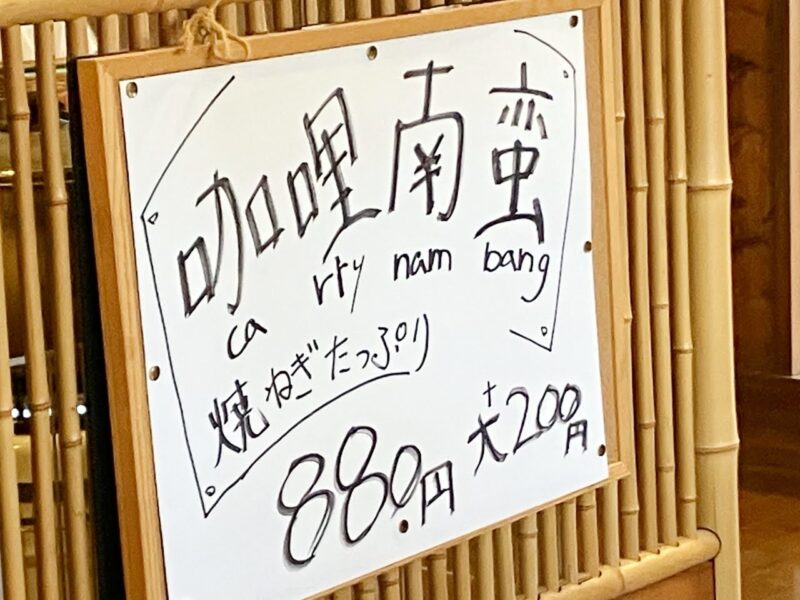 咖哩南蛮
ca rry nam bang
焼ねぎたっぷり
880円
大+200円